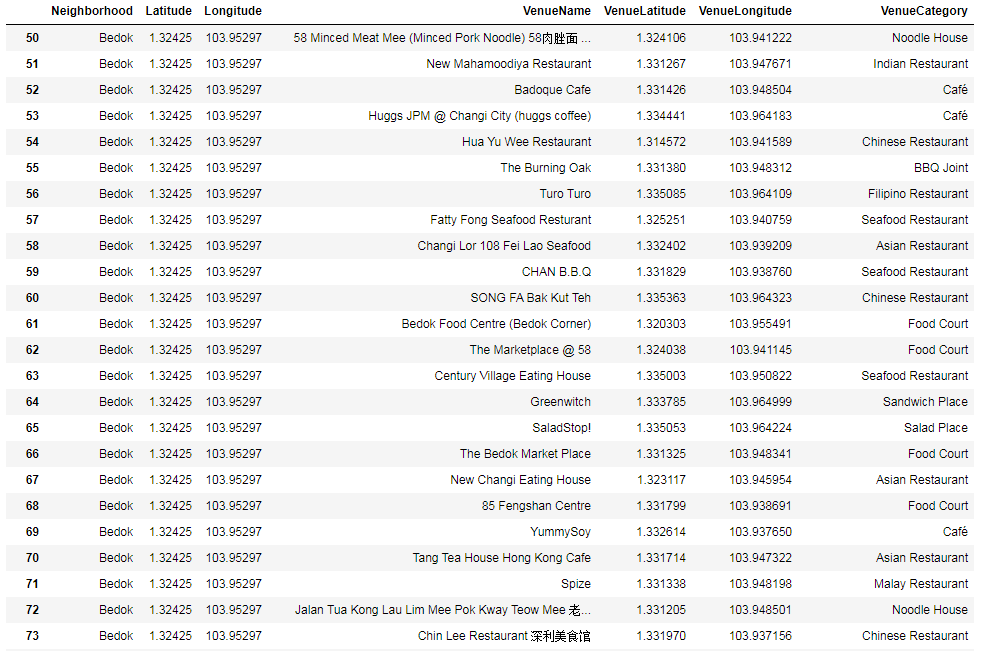 Neighborhood Latitude Longitude VenueName VenueLatitude VenueLongitude VenueCategory
50 Bedok 1.32425 103.95297 58 Minced Meat Mee (Minced Pork Noodle) 58肉脞面 ... 1.324106 103.941222 Noodle House
51 Bedok 1.32425 103.95297 New Mahamoodiya Restaurant 1.331267 103.947671 Indian Restaurant
52 Bedok 1.32425 103.95297 Badoque Cafe 1.331426 103.948504 Café
53 Bedok 1.32425 103.95297 Huggs JPM @ Changi City (huggs coffee) 1.334441 103.964183 Café
54 Bedok 1.32425 103.95297 Hua Yu Wee Restaurant 1.314572 103.941589 Chinese Restaurant
55 Bedok 1.32425 103.95297 The Burning Oak 1.331380 103.948312 BBQ Joint
56 Bedok 1.32425 103.95297 Turo Turo 1.335085 103.964109 Filipino Restaurant
57 Bedok 1.32425 103.95297 Fatty Fong Seafood Resturant 1.325251 103.940759 Seafood Restaurant
58 Bedok 1.32425 103.95297 Changi Lor 108 Fei Lao Seafood 1.332402 103.939209 Asian Restaurant
59 Bedok 1.32425 103.95297 CHAN B.B.Q 1.331829 103.938760 Seafood Restaurant
60 Bedok 1.32425 103.95297 SONG FA Bak Kut Teh 1.335363 103.964323 Chinese Restaurant
61 Bedok 1.32425 103.95297 Bedok Food Centre (Bedok Corner) 1.320303 103.955491 Food Court
62 Bedok 1.32425 103.95297 The Marketplace @ 58 1.324038 103.941145 Food Court
63 Bedok 1.32425 103.95297 Century Village Eating House 1.335003 103.950822 Seafood Restaurant
64 Bedok 1.32425 103.95297 Greenwitch 1.333785 103.964999 Sandwich Place
65 Bedok 1.32425 103.95297 SaladStop! 1.335053 103.964224 Salad Place
66 Bedok 1.32425 103.95297 The Bedok Market Place 1.331325 103.948341 Food Court
67 Bedok 1.32425 103.95297 New Changi Eating House 1.323117 103.945954 Asian Restaurant
68 Bedok 1.32425 103.95297 85 Fengshan Centre 1.331799 103.938691 Food Court
69 Bedok 1.32425 103.95297 YummySoy 1.332614 103.937650 Café
70 Bedok 1.32425 103.95297 Tang Tea House Hong Kong Cafe 1.331714 103.947322 Asian Restaurant
71 Bedok 1.32425 103.95297 Spize 1.331338 103.948198 Malay Restaurant
72 Bedok 1.32425 103.95297 Jalan Tua Kong Lau Lim Mee Pok Kway Teow Mee 老... 1.331205 103.948501 Noodle House
73 Bedok 1.32425 103.95297 Chin Lee Restaurant 深利美食馆 1.331970 103.937156 Chinese Restaurant